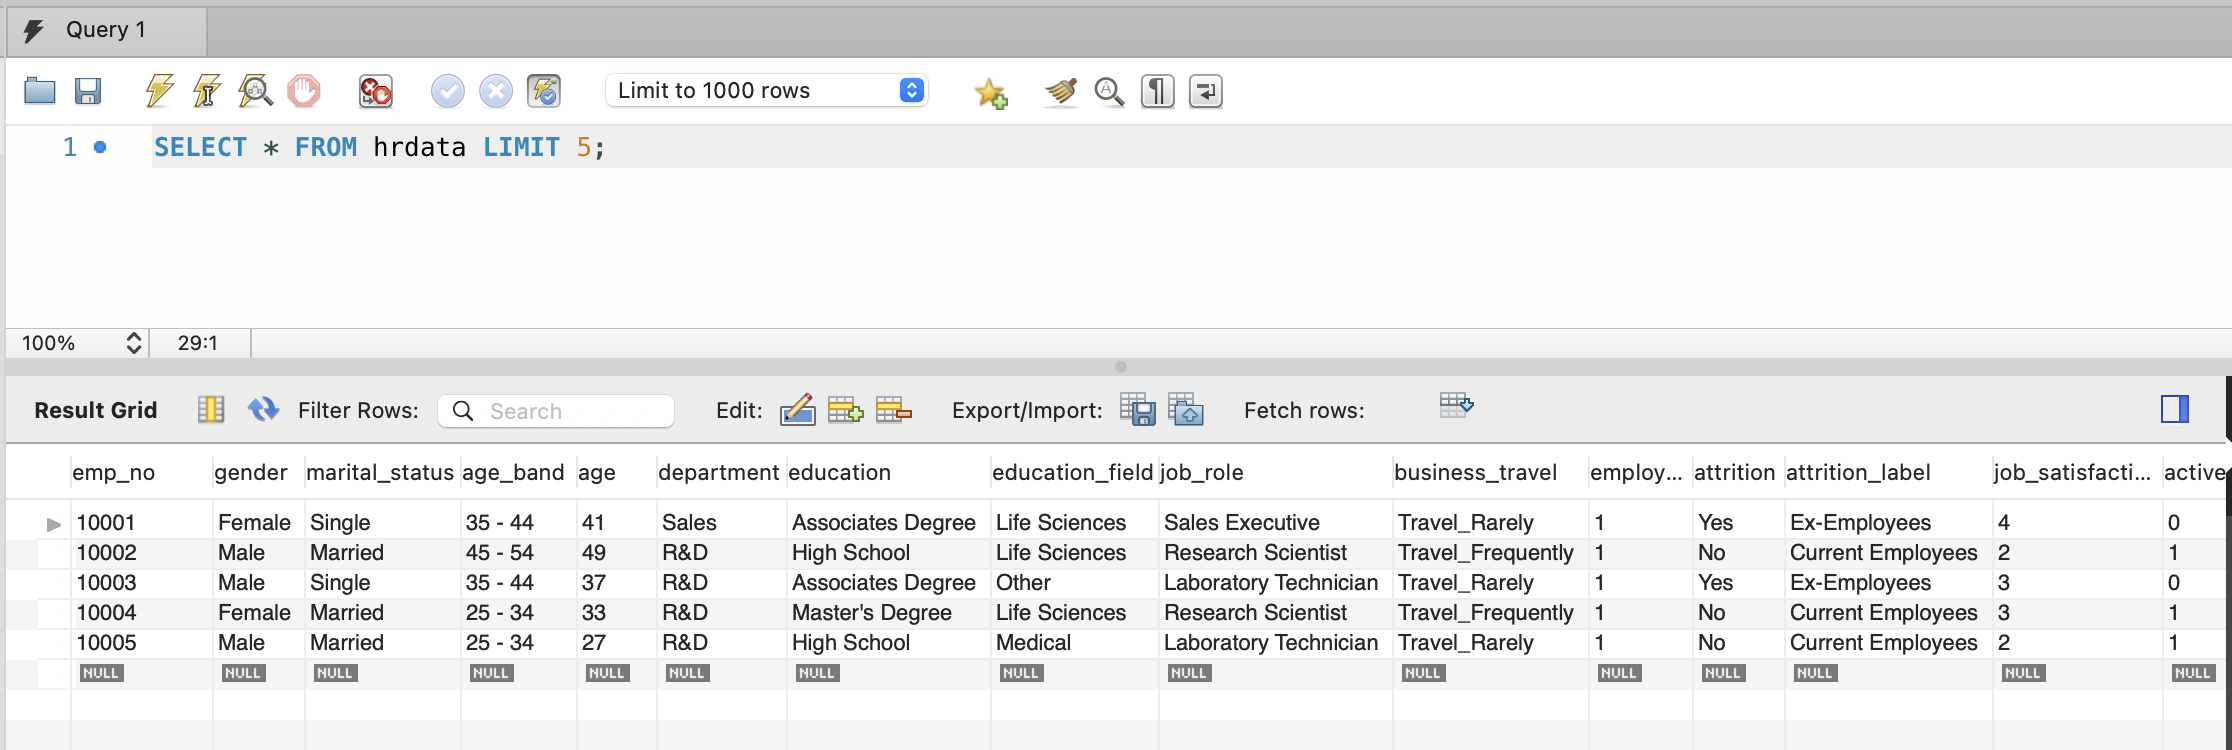 Query 1
Limit to 1000 rows
1 SELECT * FROM hrdata LIMIT 5;
100% 29:1
Result Grid Filter Rows: Search Edit: Export/Import: Fetch rows:
emp_no gender marital_status age_band age department education education_field job_role business_travel employ... attrition attrition_label job_satisfacti... active
10001 Female Single 35 - 44 41 Sales Associates Degree Life Sciences Sales Executive Travel_Rarely 1 Yes Ex-Employees 4 0
10002 Male Married 45 - 54 49 R&D High School Life Sciences Research Scientist Travel_Frequently 1 No Current Employees 2 1
10003 Male Single 35 - 44 37 R&D Associates Degree Other Laboratory Technician Travel_Rarely 1 Yes Ex-Employees 3 0
10004 Female Married 25 - 34 33 R&D Master's Degree Life Sciences Research Scientist Travel_Frequently 1 No Current Employees 3 1
10005 Male Married 25 - 34 27 R&D High School Medical Laboratory Technician Travel_Rarely 1 No Current Employees 2 1
NULL NULL NULL NULL NULL NULL NULL NULL NULL NULL NULL NULL NULL NULL NULL